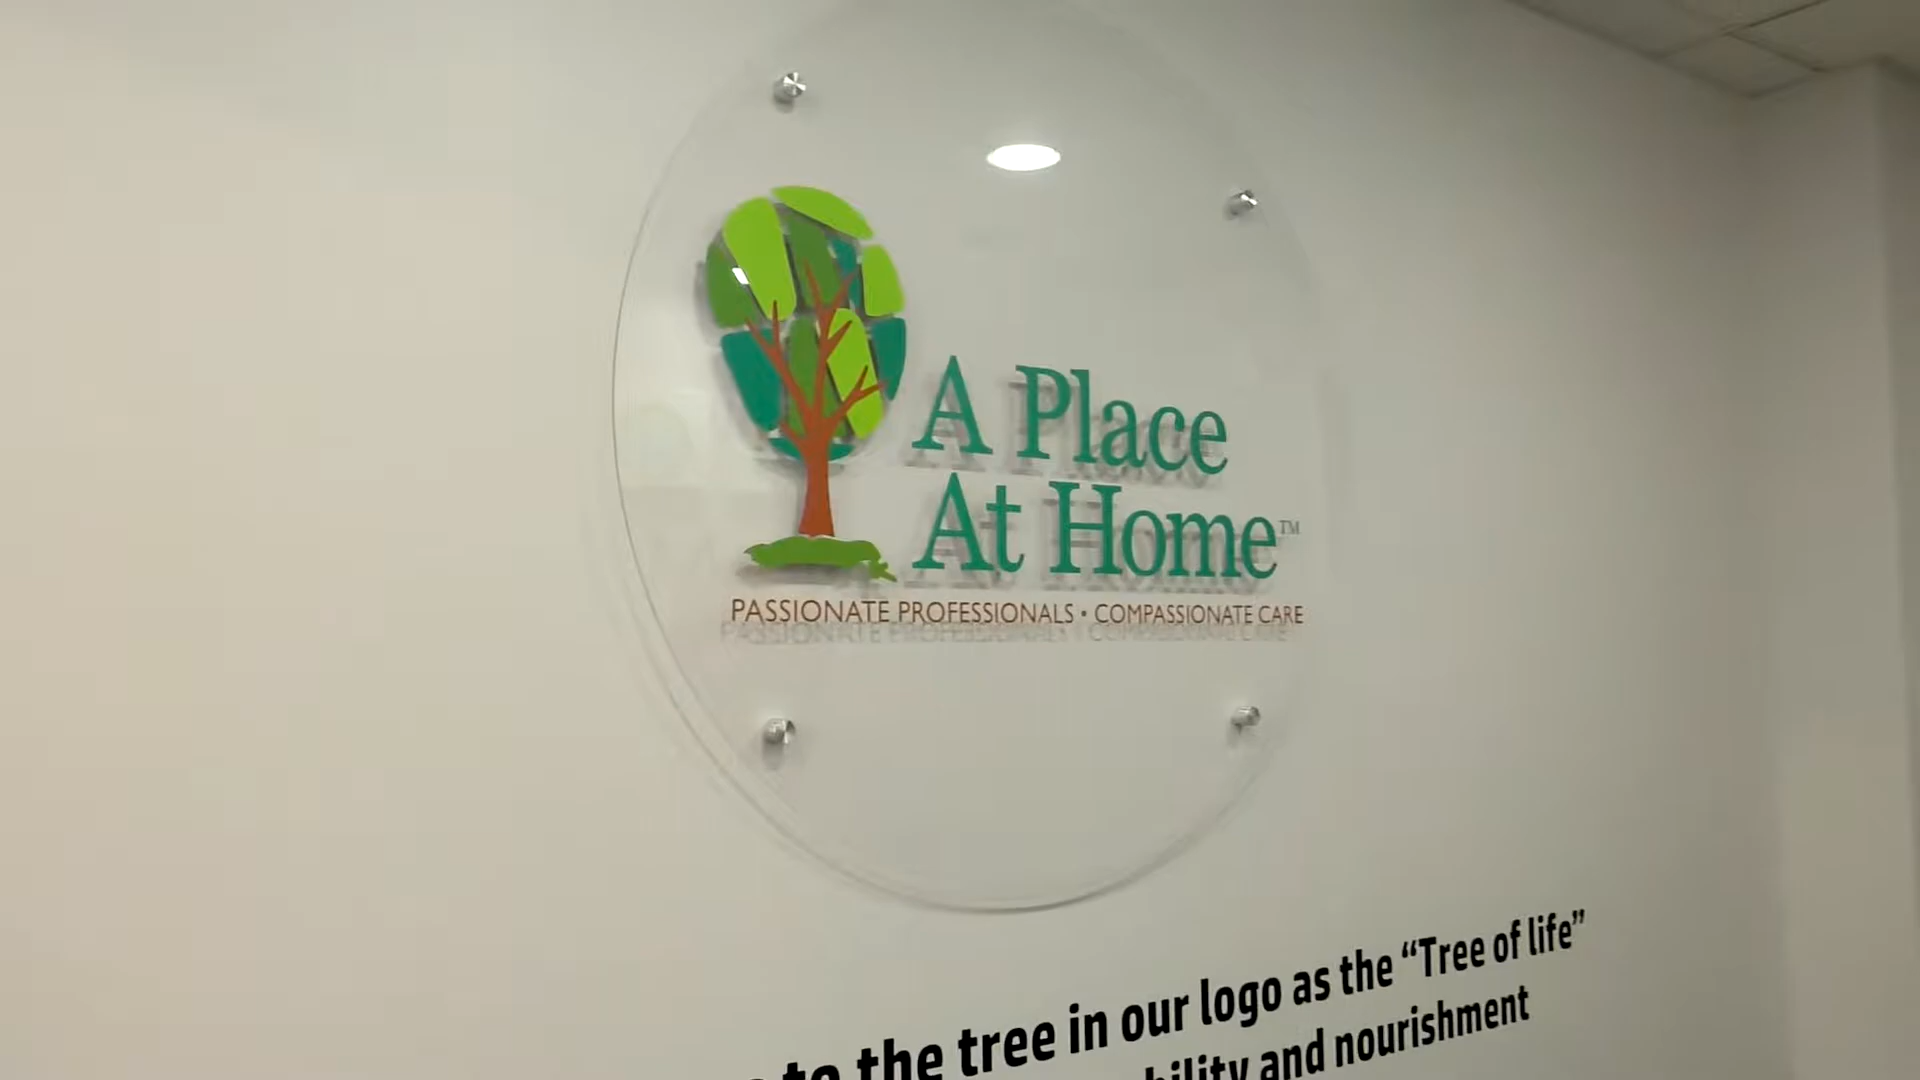 A Place
At Home™
PASSIONATE PROFESSIONALS • COMPASSIONATE CARE
to the tree in our logo as the “Tree of life”
and nourishment